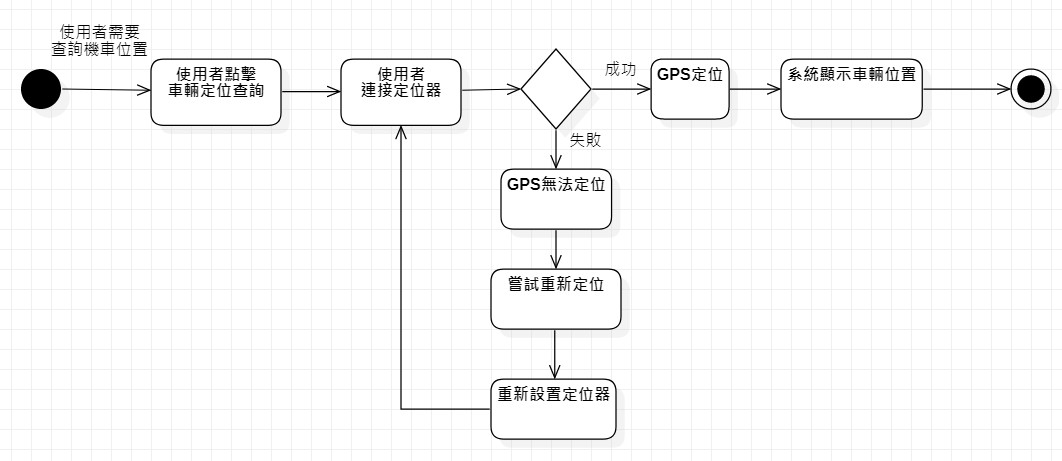 使用者需要
查詢機車位置
使用者點擊
車輛定位查詢
使用者
連接定位器
成功
GPS定位
系統顯示車輛位置
失敗
GPS無法定位
嘗試重新定位
重新設置定位器